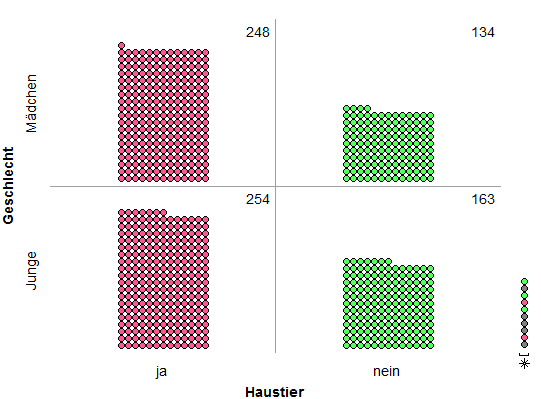 248
134
Mädchen
Geschlecht
254
163
Junge
ja
nein
Haustier